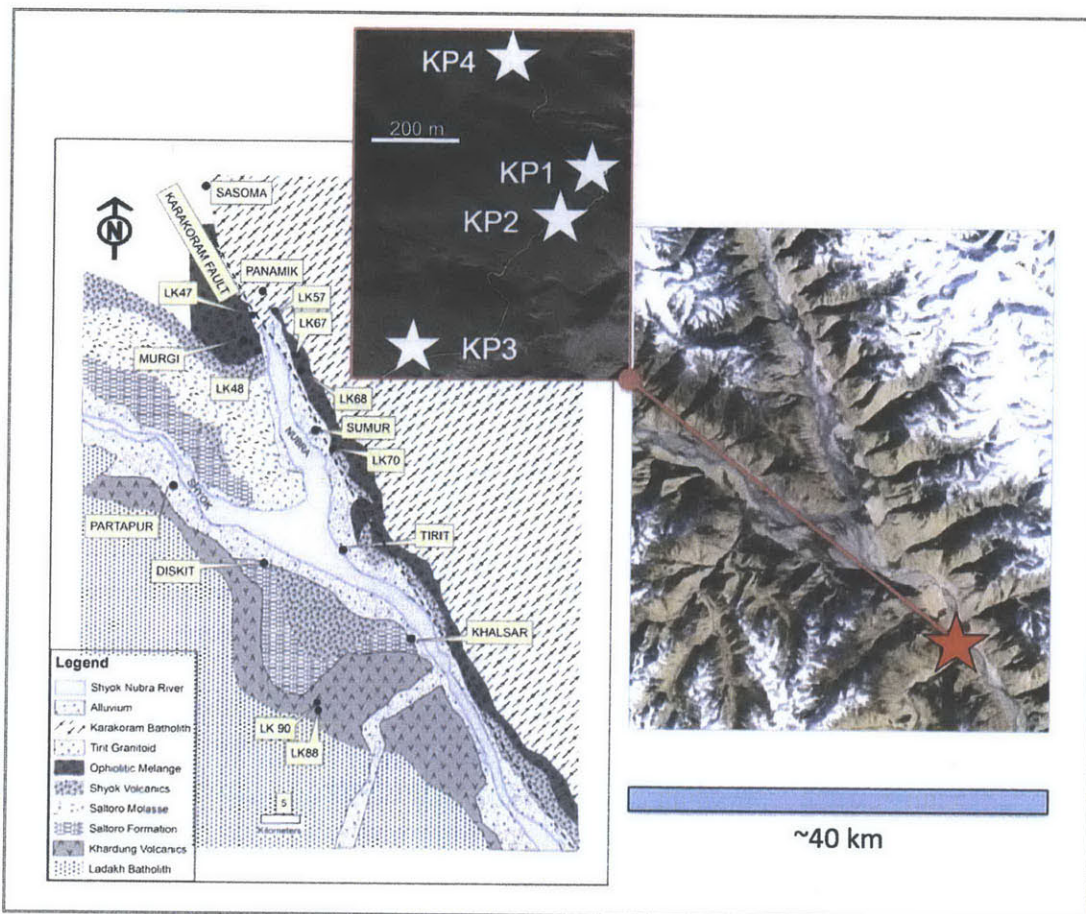 KP4
200 m
KP1
KP2
KP3
SASOMA
N
KARAKORAM FAULT
PANAMIK
LK47
LK57
LK67
MURGI
LK48
LK68
SUMUR
NUBRA
LK70
SHYOK
PARTAPUR
TIRIT
DISKIT
KHALSAR
LK 90
LK88
5
Kilometers
Legend
Shyok Nubra River
Alluvium
Karakoram Batholith
Tirit Granitoid
Ophiolitic Melange
Shyok Volcanics
Saltoro Molasse
Saltoro Formation
Khardung Volcanics
Ladakh Batholith
~40 km